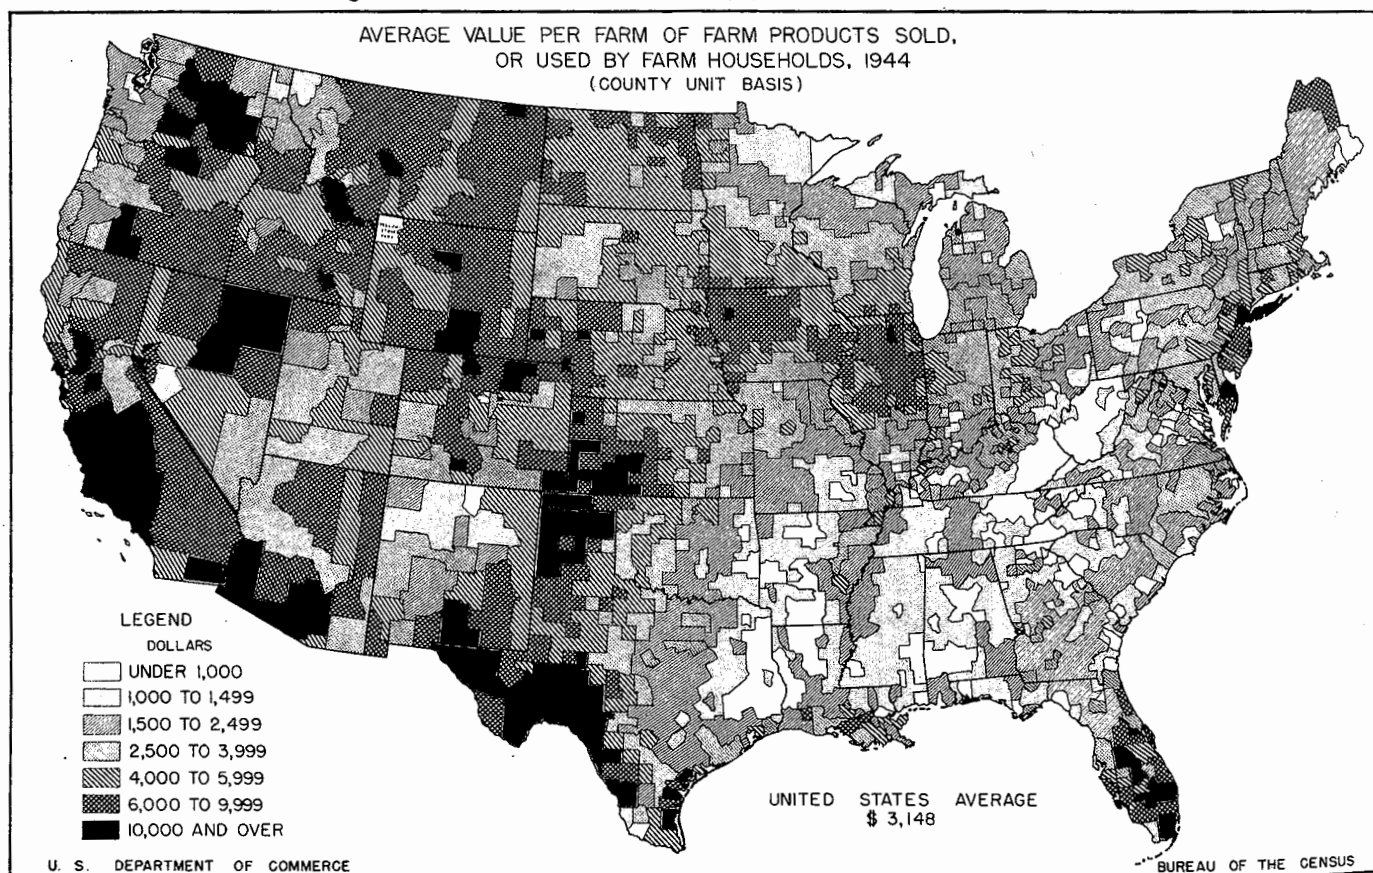 AVERAGE VALUE PER FARM OF FARM PRODUCTS SOLD,
OR USED BY FARM HOUSEHOLDS, 1944
(COUNTY UNIT BASIS)
LEGEND
DOLLARS
UNDER 1,000
1,000 TO 1,499
1,500 TO 2,499
2,500 TO 3,999
4,000 TO 5,999
6,000 TO 9,999
10,000 AND OVER
UNITED STATES AVERAGE
$ 3,148
U. S. DEPARTMENT OF COMMERCE
BUREAU OF THE CENSUS